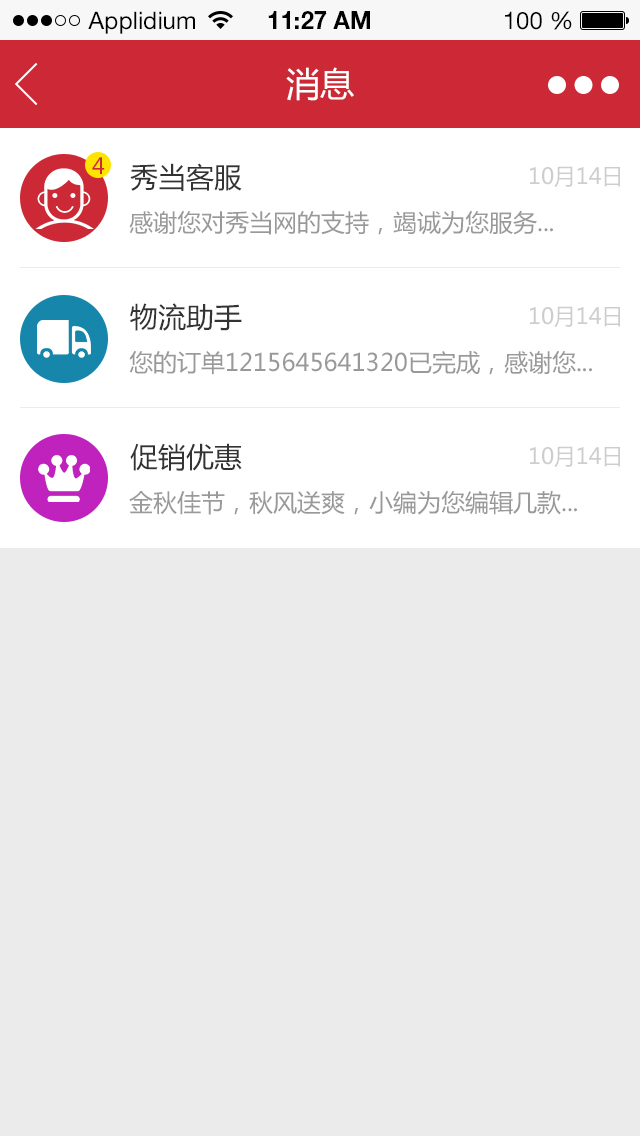 Applidium 11:27 AM 100 %
消息
4
秀当客服 10月14日
感谢您对秀当网的支持，竭诚为您服务...
物流助手 10月14日
您的订单1215645641320已完成，感谢您...
促销优惠 10月14日
金秋佳节，秋风送爽，小编为您编辑几款...